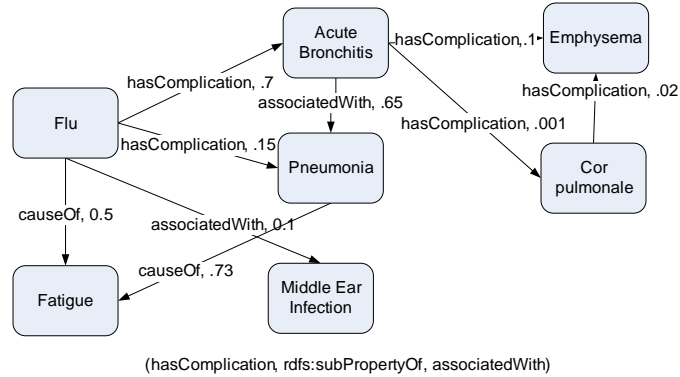 Acute
Bronchitis
hasComplication,.1
Emphysema
hasComplication, .7
hasComplication, .02
associatedWith, .65
Flu
hasComplication, .001
hasComplication, .15
Pneumonia
Cor
pulmonale
causeOf, 0.5
associatedWith, 0.1
causeOf, .73
Fatigue
Middle Ear
Infection
(hasComplication, rdfs:subPropertyOf, associatedWith)